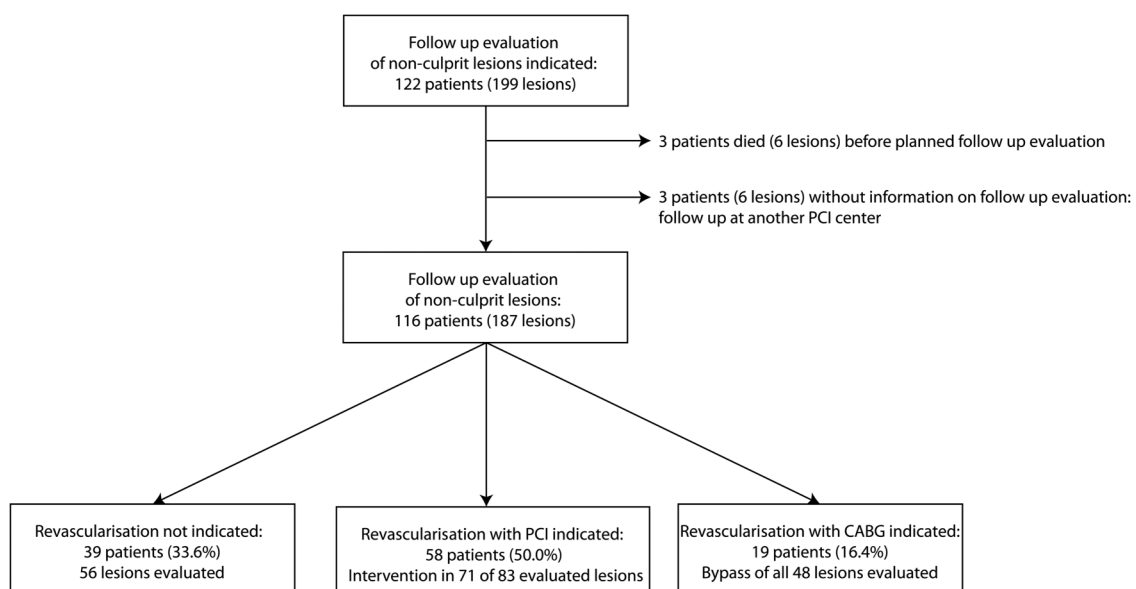 Follow up evaluation
of non-culprit lesions indicated:
122 patients (199 lesions)
3 patients died (6 lesions) before planned follow up evaluation
3 patients (6 lesions) without information on follow up evaluation:
follow up at another PCI center
Follow up evaluation
of non-culprit lesions:
116 patients (187 lesions)
Revascularisation not indicated:
39 patients (33.6%)
56 lesions evaluated
Revascularisation with PCI indicated:
58 patients (50.0%)
Intervention in 71 of 83 evaluated lesions
Revascularisation with CABG indicated:
19 patients (16.4%)
Bypass of all 48 lesions evaluated